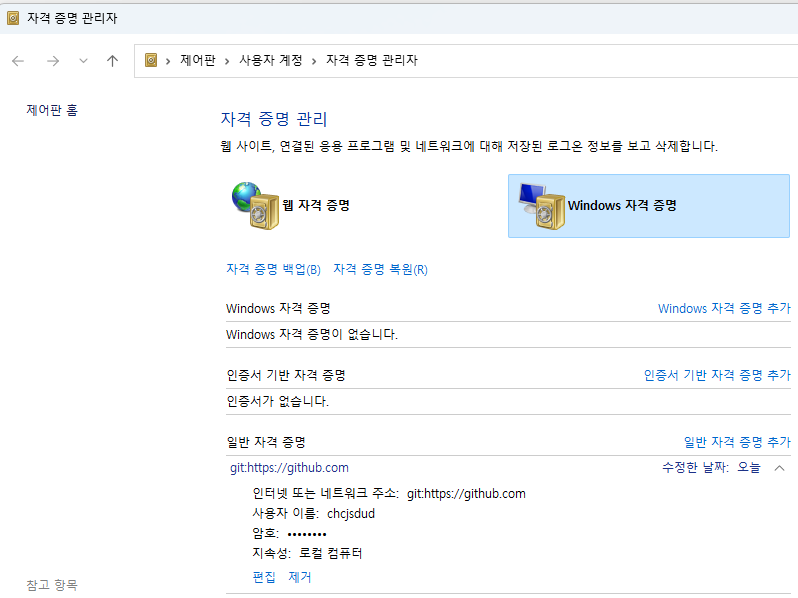 자격 증명 관리자
제어판 › 사용자 계정 › 자격 증명 관리자
제어판 홈
자격 증명 관리
웹 사이트, 연결된 응용 프로그램 및 네트워크에 대해 저장된 로그온 정보를 보고 삭제합니다.
웹 자격 증명
Windows 자격 증명
자격 증명 백업(B) 자격 증명 복원(R)
Windows 자격 증명 Windows 자격 증명 추가
Windows 자격 증명이 없습니다.
인증서 기반 자격 증명 인증서 기반 자격 증명 추가
인증서가 없습니다.
일반 자격 증명 일반 자격 증명 추가
git:https://github.com 수정한 날짜: 오늘
인터넷 또는 네트워크 주소: git:https://github.com
사용자 이름: chcjsdud
암호: ••••••••
지속성: 로컬 컴퓨터
편집 제거
참고 항목